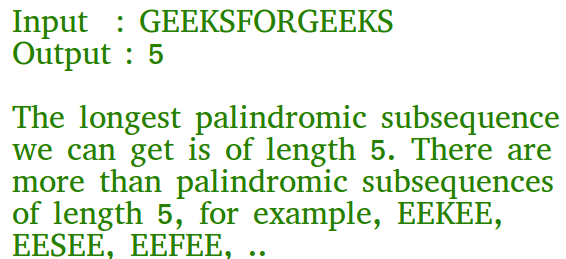 Input : GEEKSFORGEEKS
Output : 5
The longest palindromic subsequence
we can get is of length 5. There are
more than palindromic subsequences
of length 5, for example, EEKEE,
EESEE, EEFEE, ..